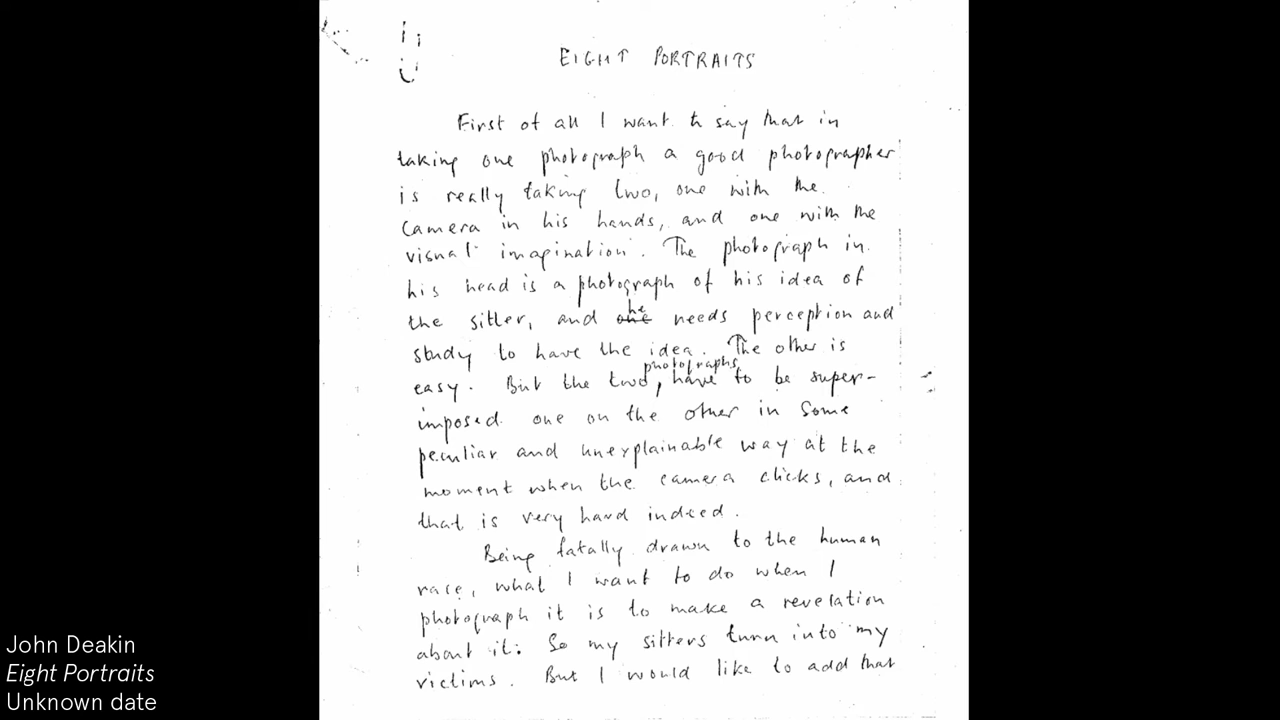 EIGHT PORTRAITS
First of all I want to say that in
taking one photograph a good photographer
is really taking two, one with the
camera in his hands, and one with the
visual imagination. The photograph in
his head is a photograph of his idea of
the sitter, and one he needs perception and
study to have the idea. The other is
easy. But the two photographs, have to be super-
imposed one on the other in some
peculiar and unexplainable way at the
moment when the camera clicks, and
that is very hard indeed.
Being fatally drawn to the human
race, what I want to do when I
photograph it is to make a revelation
about it. So my sitters turn into my
victims. But I would like to add that
John Deakin
Eight Portraits
Unknown date